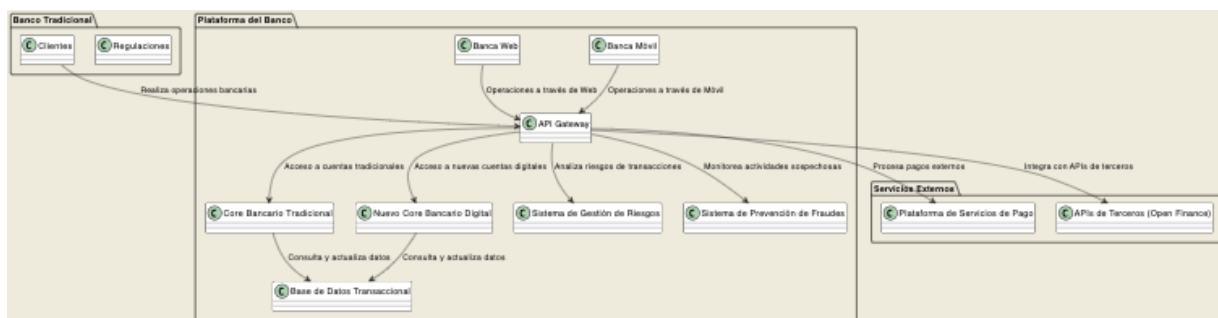 Banco Tradicional
Plataforma del Banco
C Clientes
C Regulaciones
C Banca Web
C Banca Móvil
Realiza operaciones bancarias
Operaciones a través de Web
Operaciones a través de Móvil
C API Gateway
Acceso a cuentas tradicionales
Acceso a nuevas cuentas digitales
Analiza riesgos de transacciones
Monitorea actividades sospechosas
Procesa pagos externos
Integra con APIs de terceros
Servicios Externos
C Core Bancario Tradicional
C Nuevo Core Bancario Digital
C Sistema de Gestión de Riesgos
C Sistema de Prevención de Fraudes
C Plataforma de Servicios de Pago
C APIs de Terceros (Open Finance)
Consulta y actualiza datos
Consulta y actualiza datos
C Base de Datos Transaccional